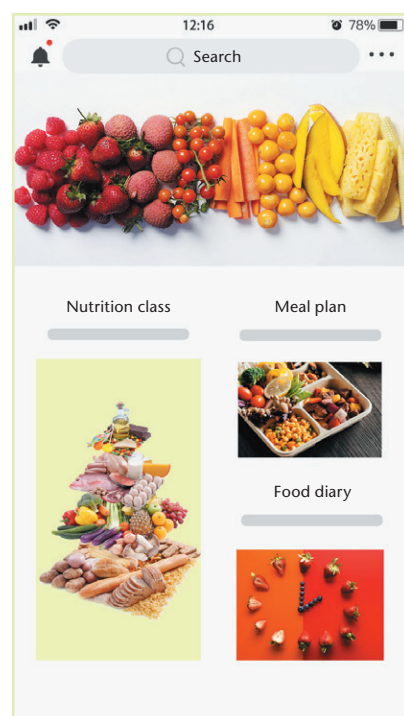 12:16
78%
Search
Nutrition class
Meal plan
Food diary